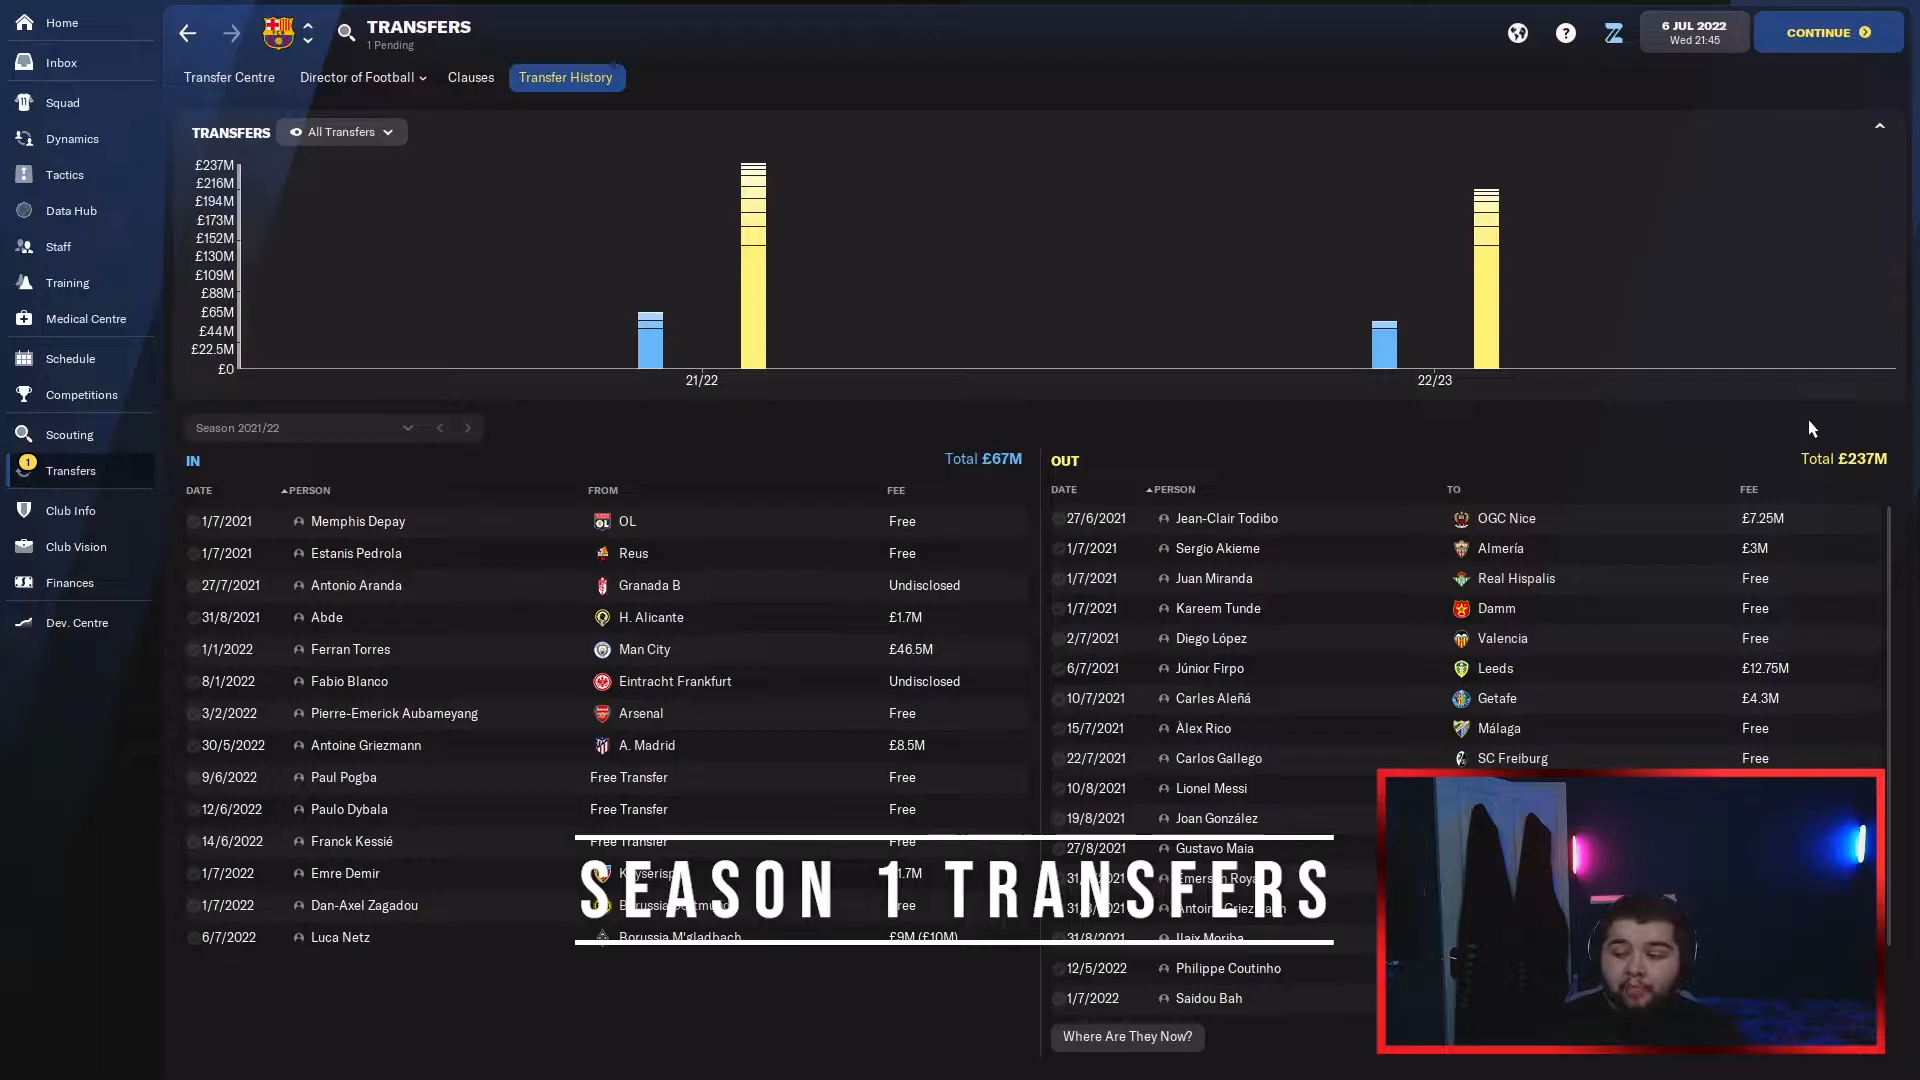 Home
Inbox
Squad
Dynamics
Tactics
Data Hub
Staff
Training
Medical Centre
Schedule
Competitions
Scouting
1
Transfers
Club Info
Club Vision
Finances
Dev. Centre
TRANSFERS
1 Pending
6 JUL 2022
Wed 21:45
CONTINUE
Transfer Centre
Director of Football
Clauses
Transfer History
TRANSFERS
All Transfers
£237M
£216M
£194M
£173M
£152M
£130M
£109M
£88M
£65M
£44M
£22.5M
£0
21/22
22/23
Season 2021/22
IN Total £67M
DATE PERSON FROM FEE
1/7/2021 Memphis Depay OL Free
1/7/2021 Estanis Pedrola Reus Free
27/7/2021 Antonio Aranda Granada B Undisclosed
31/8/2021 Abde H. Alicante £1.7M
1/1/2022 Ferran Torres Man City £46.5M
8/1/2022 Fabio Blanco Eintracht Frankfurt Undisclosed
3/2/2022 Pierre-Emerick Aubameyang Arsenal Free
30/5/2022 Antoine Griezmann A. Madrid £8.5M
9/6/2022 Paul Pogba Free Transfer Free
12/6/2022 Paulo Dybala Free Transfer Free
14/6/2022 Franck Kessié Free Transfer Free
1/7/2022 Emre Demir
1/7/2022 Dan-Axel Zagadou
6/7/2022 Luca Netz Borussia M'gladbach £9M (£10M)
OUT Total £237M
DATE PERSON TO FEE
27/6/2021 Jean-Clair Todibo OGC Nice £7.25M
1/7/2021 Sergio Akieme Almería £3M
1/7/2021 Juan Miranda Real Hispalis Free
1/7/2021 Kareem Tunde Damm Free
2/7/2021 Diego López Valencia Free
6/7/2021 Júnior Firpo Leeds £12.75M
10/7/2021 Carles Aleñá Getafe £4.3M
15/7/2021 Àlex Rico Málaga Free
22/7/2021 Carlos Gallego SC Freiburg Free
10/8/2021 Lionel Messi
19/8/2021 Joan González
27/8/2021 Gustavo Maia
31/8/2021 Ilaix Moriba
12/5/2022 Philippe Coutinho
1/7/2022 Saidou Bah
Where Are They Now?
SEASON 1 TRANSFERS